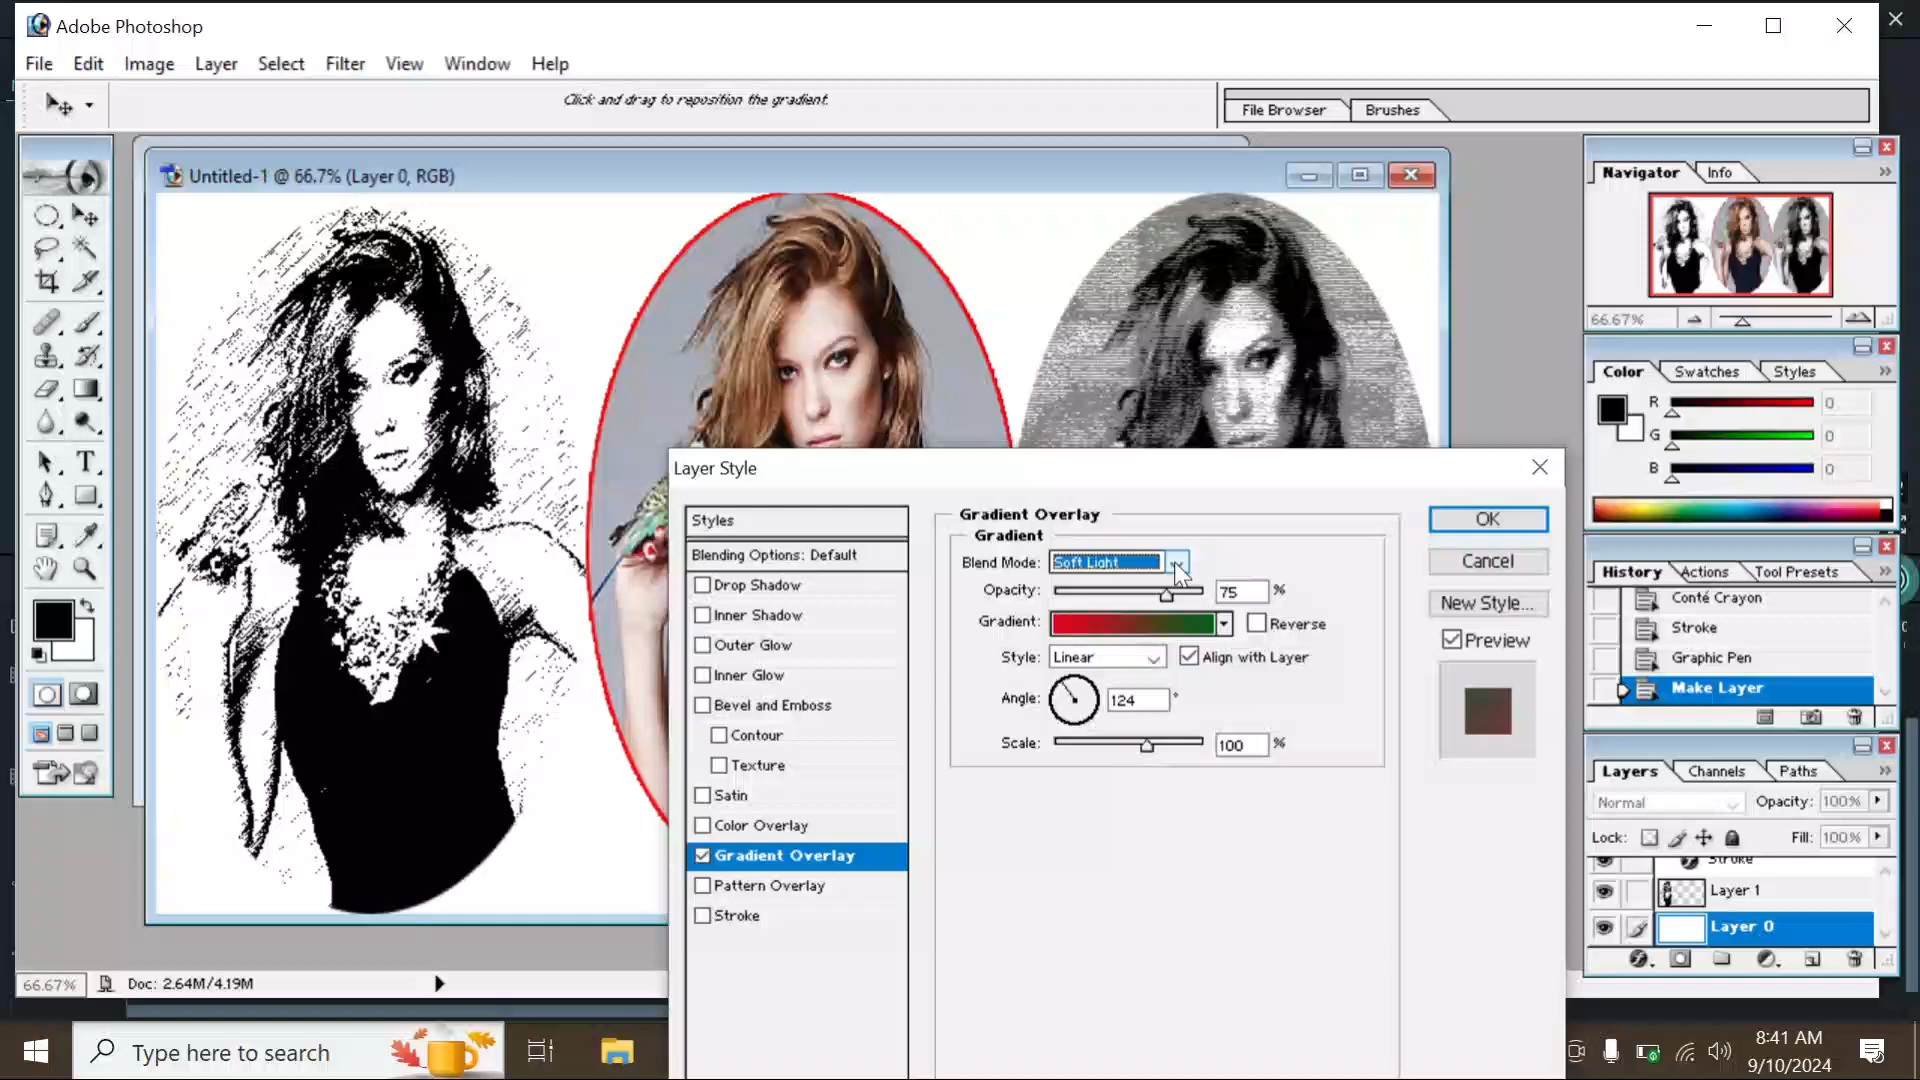 Adobe Photoshop
File Edit Image Layer Select Filter View Window Help
Click and drag to reposition the gradient.
File Browser Brushes
Untitled-1 @ 66.7% (Layer 0, RGB)
Navigator Info
66.67%
Color Swatches Styles
R 0
G 0
B 0
Layer Style
Styles
Blending Options: Default
Drop Shadow
Inner Shadow
Outer Glow
Inner Glow
Bevel and Emboss
Contour
Texture
Satin
Color Overlay
Gradient Overlay
Pattern Overlay
Stroke
Gradient Overlay
Gradient
Blend Mode: Soft Light
Opacity: 75 %
Gradient: Reverse
Style: Linear Align with Layer
Angle: 124 °
Scale: 100 %
OK
Cancel
New Style...
Preview
History Actions Tool Presets
Conté Crayon
Stroke
Graphic Pen
Make Layer
Layers Channels Paths
Normal Opacity: 100%
Lock: Fill: 100%
Stroke
Layer 1
Layer 0
66.67% Doc: 2.64M/4.19M
Type here to search
8:41 AM
9/10/2024